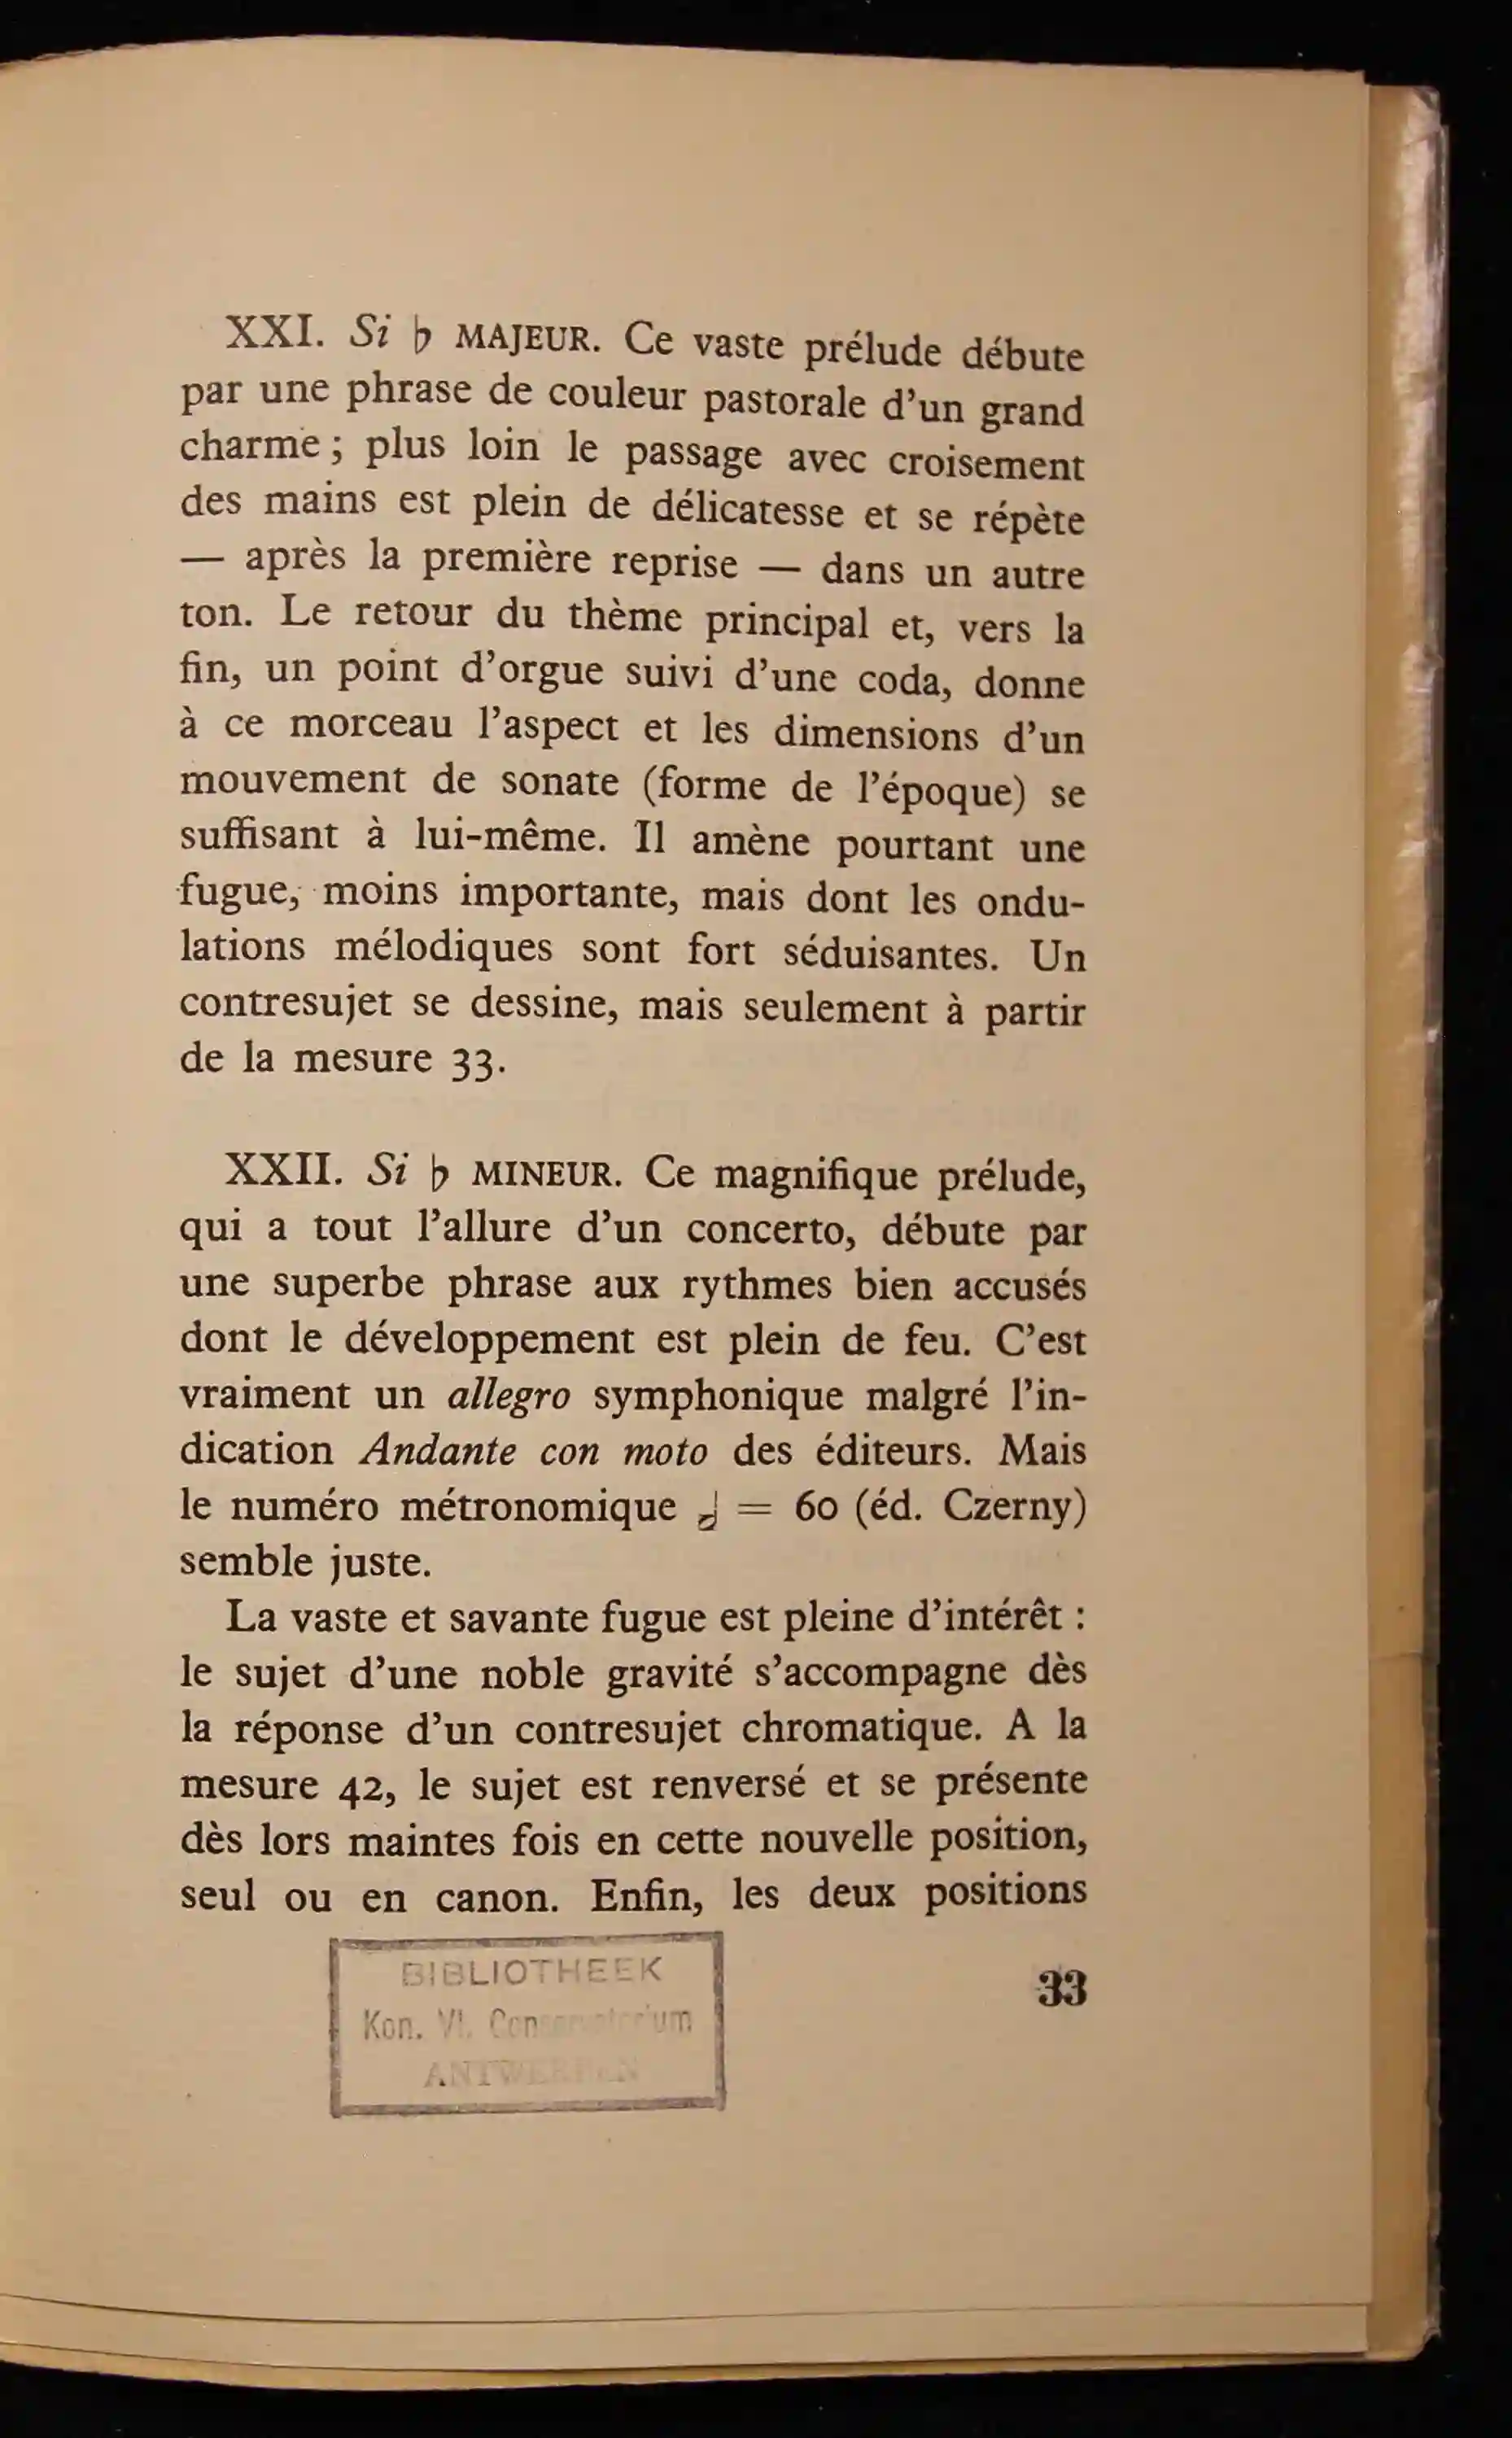 XXI. Si ♭ MAJEUR. Ce vaste prélude débute
par une phrase de couleur pastorale d’un grand
charme ; plus loin le passage avec croisement
des mains est plein de délicatesse et se répète
— après la première reprise — dans un autre
ton. Le retour du thème principal et, vers la
fin, un point d’orgue suivi d’une coda, donne
à ce morceau l’aspect et les dimensions d’un
mouvement de sonate (forme de l’époque) se
suffisant à lui-même. Il amène pourtant une
fugue, moins importante, mais dont les ondu-
lations mélodiques sont fort séduisantes. Un
contresujet se dessine, mais seulement à partir
de la mesure 33.
XXII. Si ♭ MINEUR. Ce magnifique prélude,
qui a tout l’allure d’un concerto, débute par
une superbe phrase aux rythmes bien accusés
dont le développement est plein de feu. C’est
vraiment un allegro symphonique malgré l’in-
dication Andante con moto des éditeurs. Mais
le numéro métronomique 𝅗𝅥 = 60 (éd. Czerny)
semble juste.
La vaste et savante fugue est pleine d’intérêt :
le sujet d’une noble gravité s’accompagne dès
la réponse d’un contresujet chromatique. A la
mesure 42, le sujet est renversé et se présente
dès lors maintes fois en cette nouvelle position,
seul ou en canon. Enfin, les deux positions
33
BIBLIOTHEEK
Kon. Vl. Conservatorium
ANTWERPEN